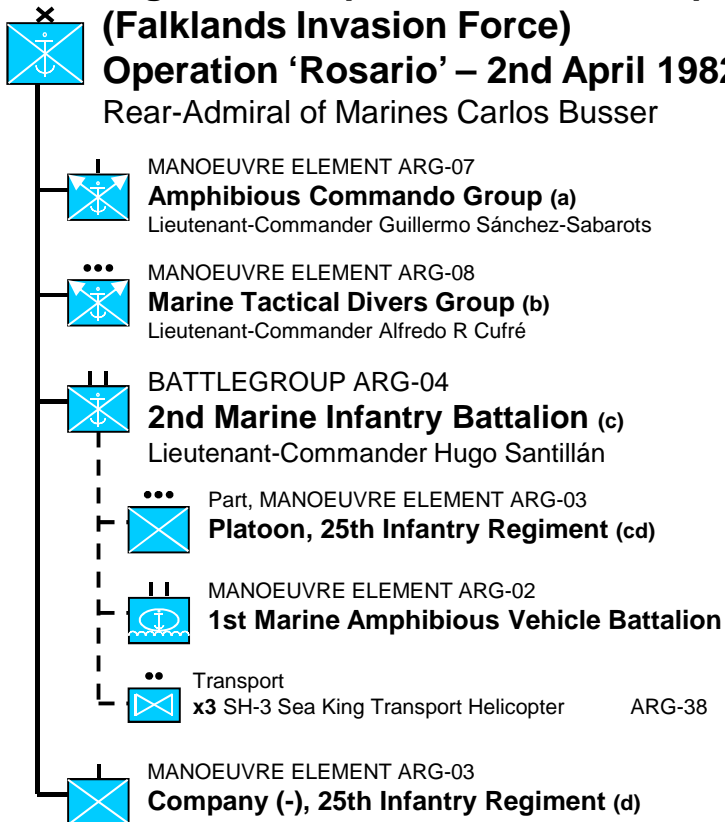 (Falklands Invasion Force)
Operation ‘Rosario’ – 2nd April 198
Rear-Admiral of Marines Carlos Busser
MANOEUVRE ELEMENT ARG-07
Amphibious Commando Group (a)
Lieutenant-Commander Guillermo Sánchez-Sabarots
MANOEUVRE ELEMENT ARG-08
Marine Tactical Divers Group (b)
Lieutenant-Commander Alfredo R Cufré
BATTLEGROUP ARG-04
2nd Marine Infantry Battalion (c)
Lieutenant-Commander Hugo Santillán
Part, MANOEUVRE ELEMENT ARG-03
Platoon, 25th Infantry Regiment (cd)
MANOEUVRE ELEMENT ARG-02
1st Marine Amphibious Vehicle Battalion
Transport
x3 SH-3 Sea King Transport Helicopter ARG-38
MANOEUVRE ELEMENT ARG-03
Company (-), 25th Infantry Regiment (d)